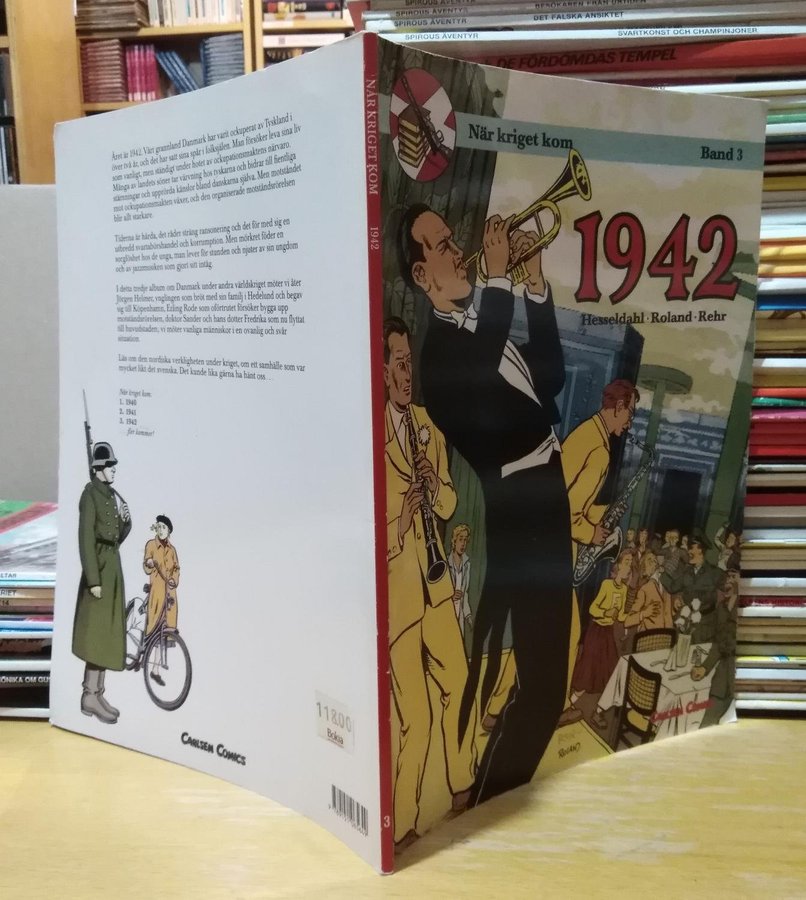 SPIROUS ÄVENTYR
SPIROUS ÄVENTYR DET FALSKA ANSIKTET
SPIROUS ÄVENTYR SVARTKONST OCH CHAMPINJONER
DE FÖRDÖMDAS TEMPEL
Året är 1942. Vårt grannland Danmark har varit ockuperat av Tyskland i
över två år, och det har satt sina spår i folksjälen. Man försöker leva sina liv
som vanligt, men ständigt under hotet av ockupationsmaktens närvaro.
Många av landets söner tar värvning hos tyskarna och bidrar till fientliga
stämningar och upprörda känslor bland danskarna själva. Men motståndet
mot ockupationsmakten växer, och den organiserade motståndsrörelsen
blir allt starkare.
Tiderna är hårda, det råder sträng ransonering och det för med sig en
utbredd svartabörshandel och korruption. Men mörkret föder en
sorglöshet hos de unga, man lever för stunden och njuter av sin ungdom
och av jazzmusiken som gjort sitt intåg.
I detta tredje album om Danmark under andra världskriget möter vi åter
Jörgen Helmer, ynglingen som bröt med sin familj i Hedelund och begav
sig till Köpenhamn, Erling Rode som oförtrutet försöker bygga upp
motståndsrörelsen, doktor Sander och hans dotter Fredrika som nu flyttat
till huvudstaden, vi möter vanliga människor i en ovanlig och svår
situation.
Läs om den nordiska verkligheten under kriget, om ett samhälle som var
mycket likt det svenska. Det kunde lika gärna ha hänt oss...
När kriget kom:
1. 1940
2. 1941
3. 1942
... fler kommer!
CARLSEN COMICS
11800
Bokia
NÄR KRIGET KOM 1942
3
När kriget kom
Band 3
1942
Hesseldahl · Roland · Rehr
CARLSEN COMICS
ROLAND